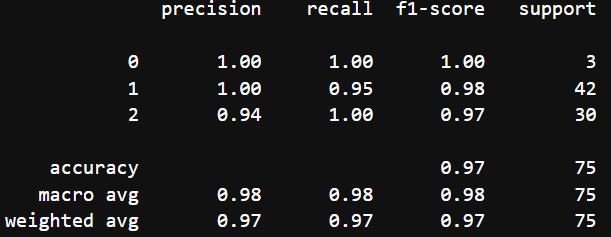 precision recall f1-score support
0 1.00 1.00 1.00 3
1 1.00 0.95 0.98 42
2 0.94 1.00 0.97 30
accuracy 0.97 75
macro avg 0.98 0.98 0.98 75
weighted avg 0.97 0.97 0.97 75